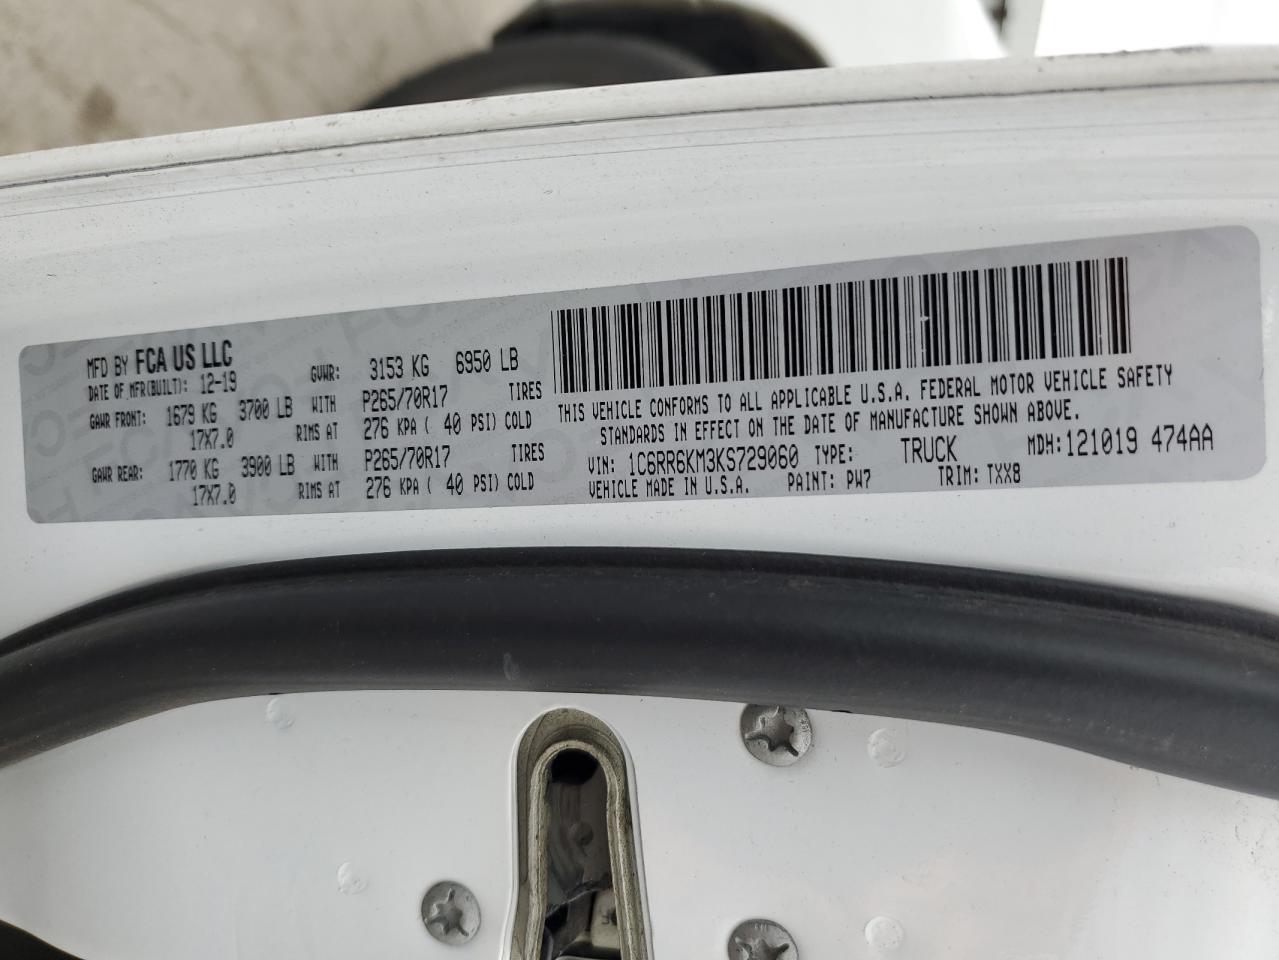 MFD BY FCA US LLC
DATE OF MFR(BUILT): 12-19 GVWR: 3153 KG 6950 LB
GAWR FRONT: 1679 KG 3700 LB WITH P265/70R17 TIRES
17X7.0 RIMS AT 276 KPA ( 40 PSI) COLD
GAWR REAR: 1770 KG 3900 LB WITH P265/70R17 TIRES
17X7.0 RIMS AT 276 KPA ( 40 PSI) COLD
THIS VEHICLE CONFORMS TO ALL APPLICABLE U.S.A. FEDERAL MOTOR VEHICLE SAFETY
STANDARDS IN EFFECT ON THE DATE OF MANUFACTURE SHOWN ABOVE.
VIN: 1C6RR6KM3KS729060 TYPE: TRUCK MDH:121019 474AA
VEHICLE MADE IN U.S.A. PAINT: PW7 TRIM: TXX8